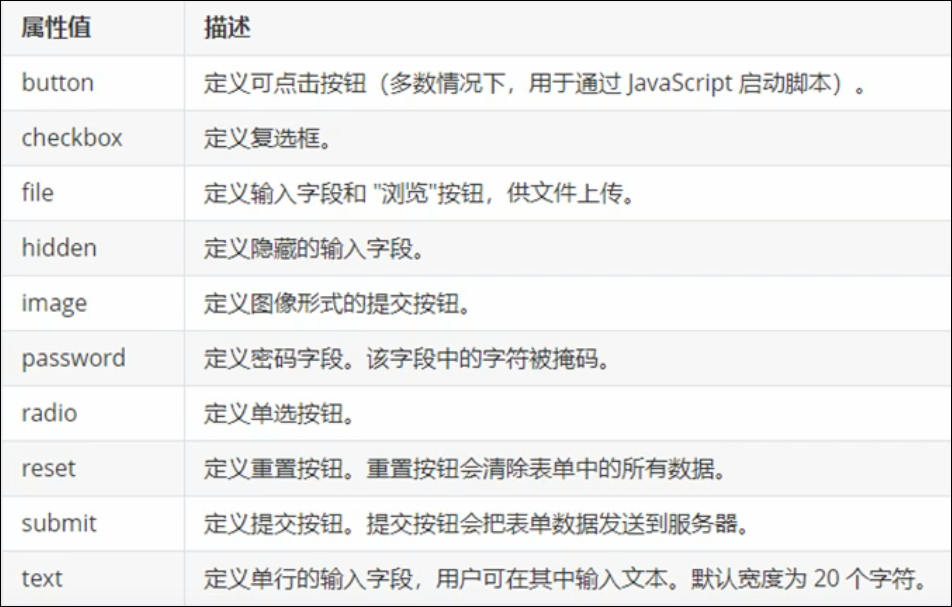 属性值 描述
button 定义可点击按钮（多数情况下，用于通过 JavaScript 启动脚本）。
checkbox 定义复选框。
file 定义输入字段和 "浏览"按钮，供文件上传。
hidden 定义隐藏的输入字段。
image 定义图像形式的提交按钮。
password 定义密码字段。该字段中的字符被掩码。
radio 定义单选按钮。
reset 定义重置按钮。重置按钮会清除表单中的所有数据。
submit 定义提交按钮。提交按钮会把表单数据发送到服务器。
text 定义单行的输入字段，用户可在其中输入文本。默认宽度为 20 个字符。